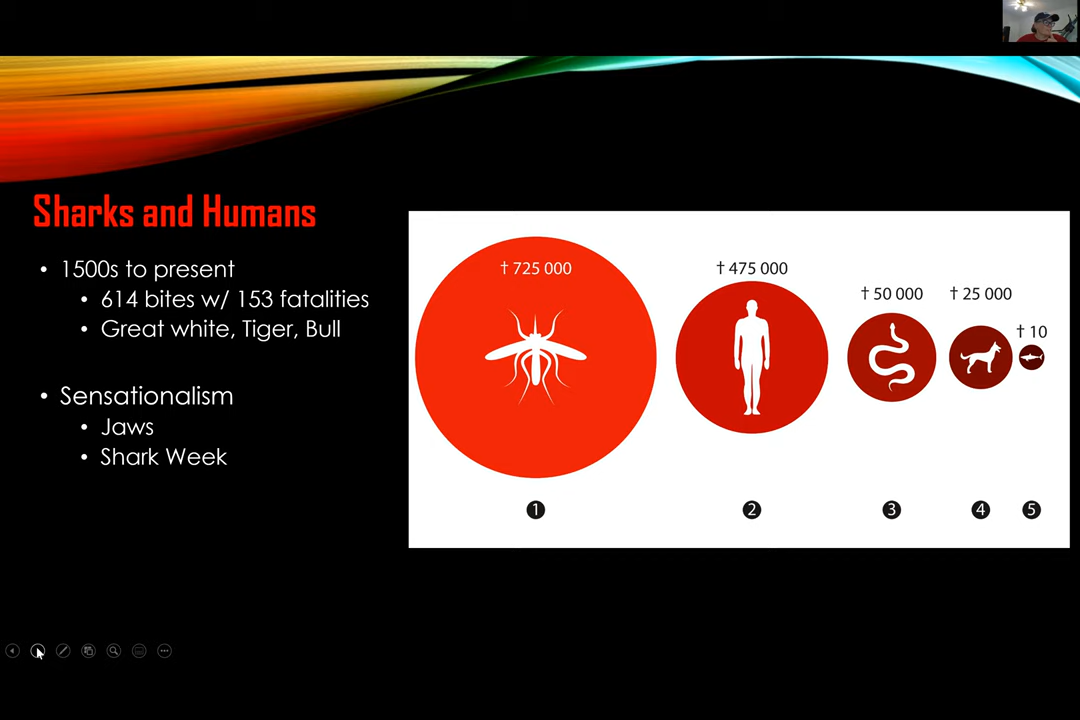 Sharks and Humans
• 1500s to present
• 614 bites w/ 153 fatalities
• Great white, Tiger, Bull
• Sensationalism
• Jaws
• Shark Week
† 725 000
† 475 000
† 50 000
† 25 000
† 10
1 2 3 4 5